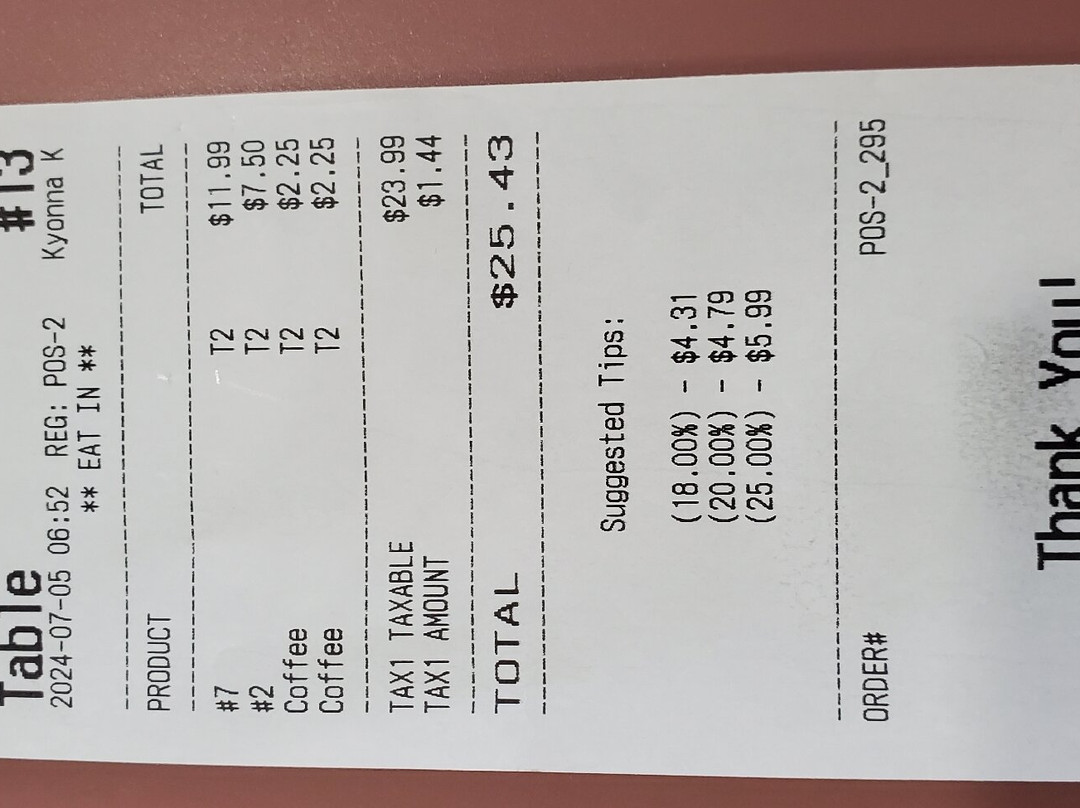 Table #13
2024-07-05 06:52 REG: POS-2 Kyonna K
** EAT IN **
PRODUCT TOTAL
#7 T2 $11.99
#2 T2 $7.50
Coffee T2 $2.25
Coffee T2 $2.25
TAX1 TAXABLE $23.99
TAX1 AMOUNT $1.44
TOTAL $25.43
Suggested Tips:
(18.00%) - $4.31
(20.00%) - $4.79
(25.00%) - $5.99
ORDER# POS-2_295
Thank You!